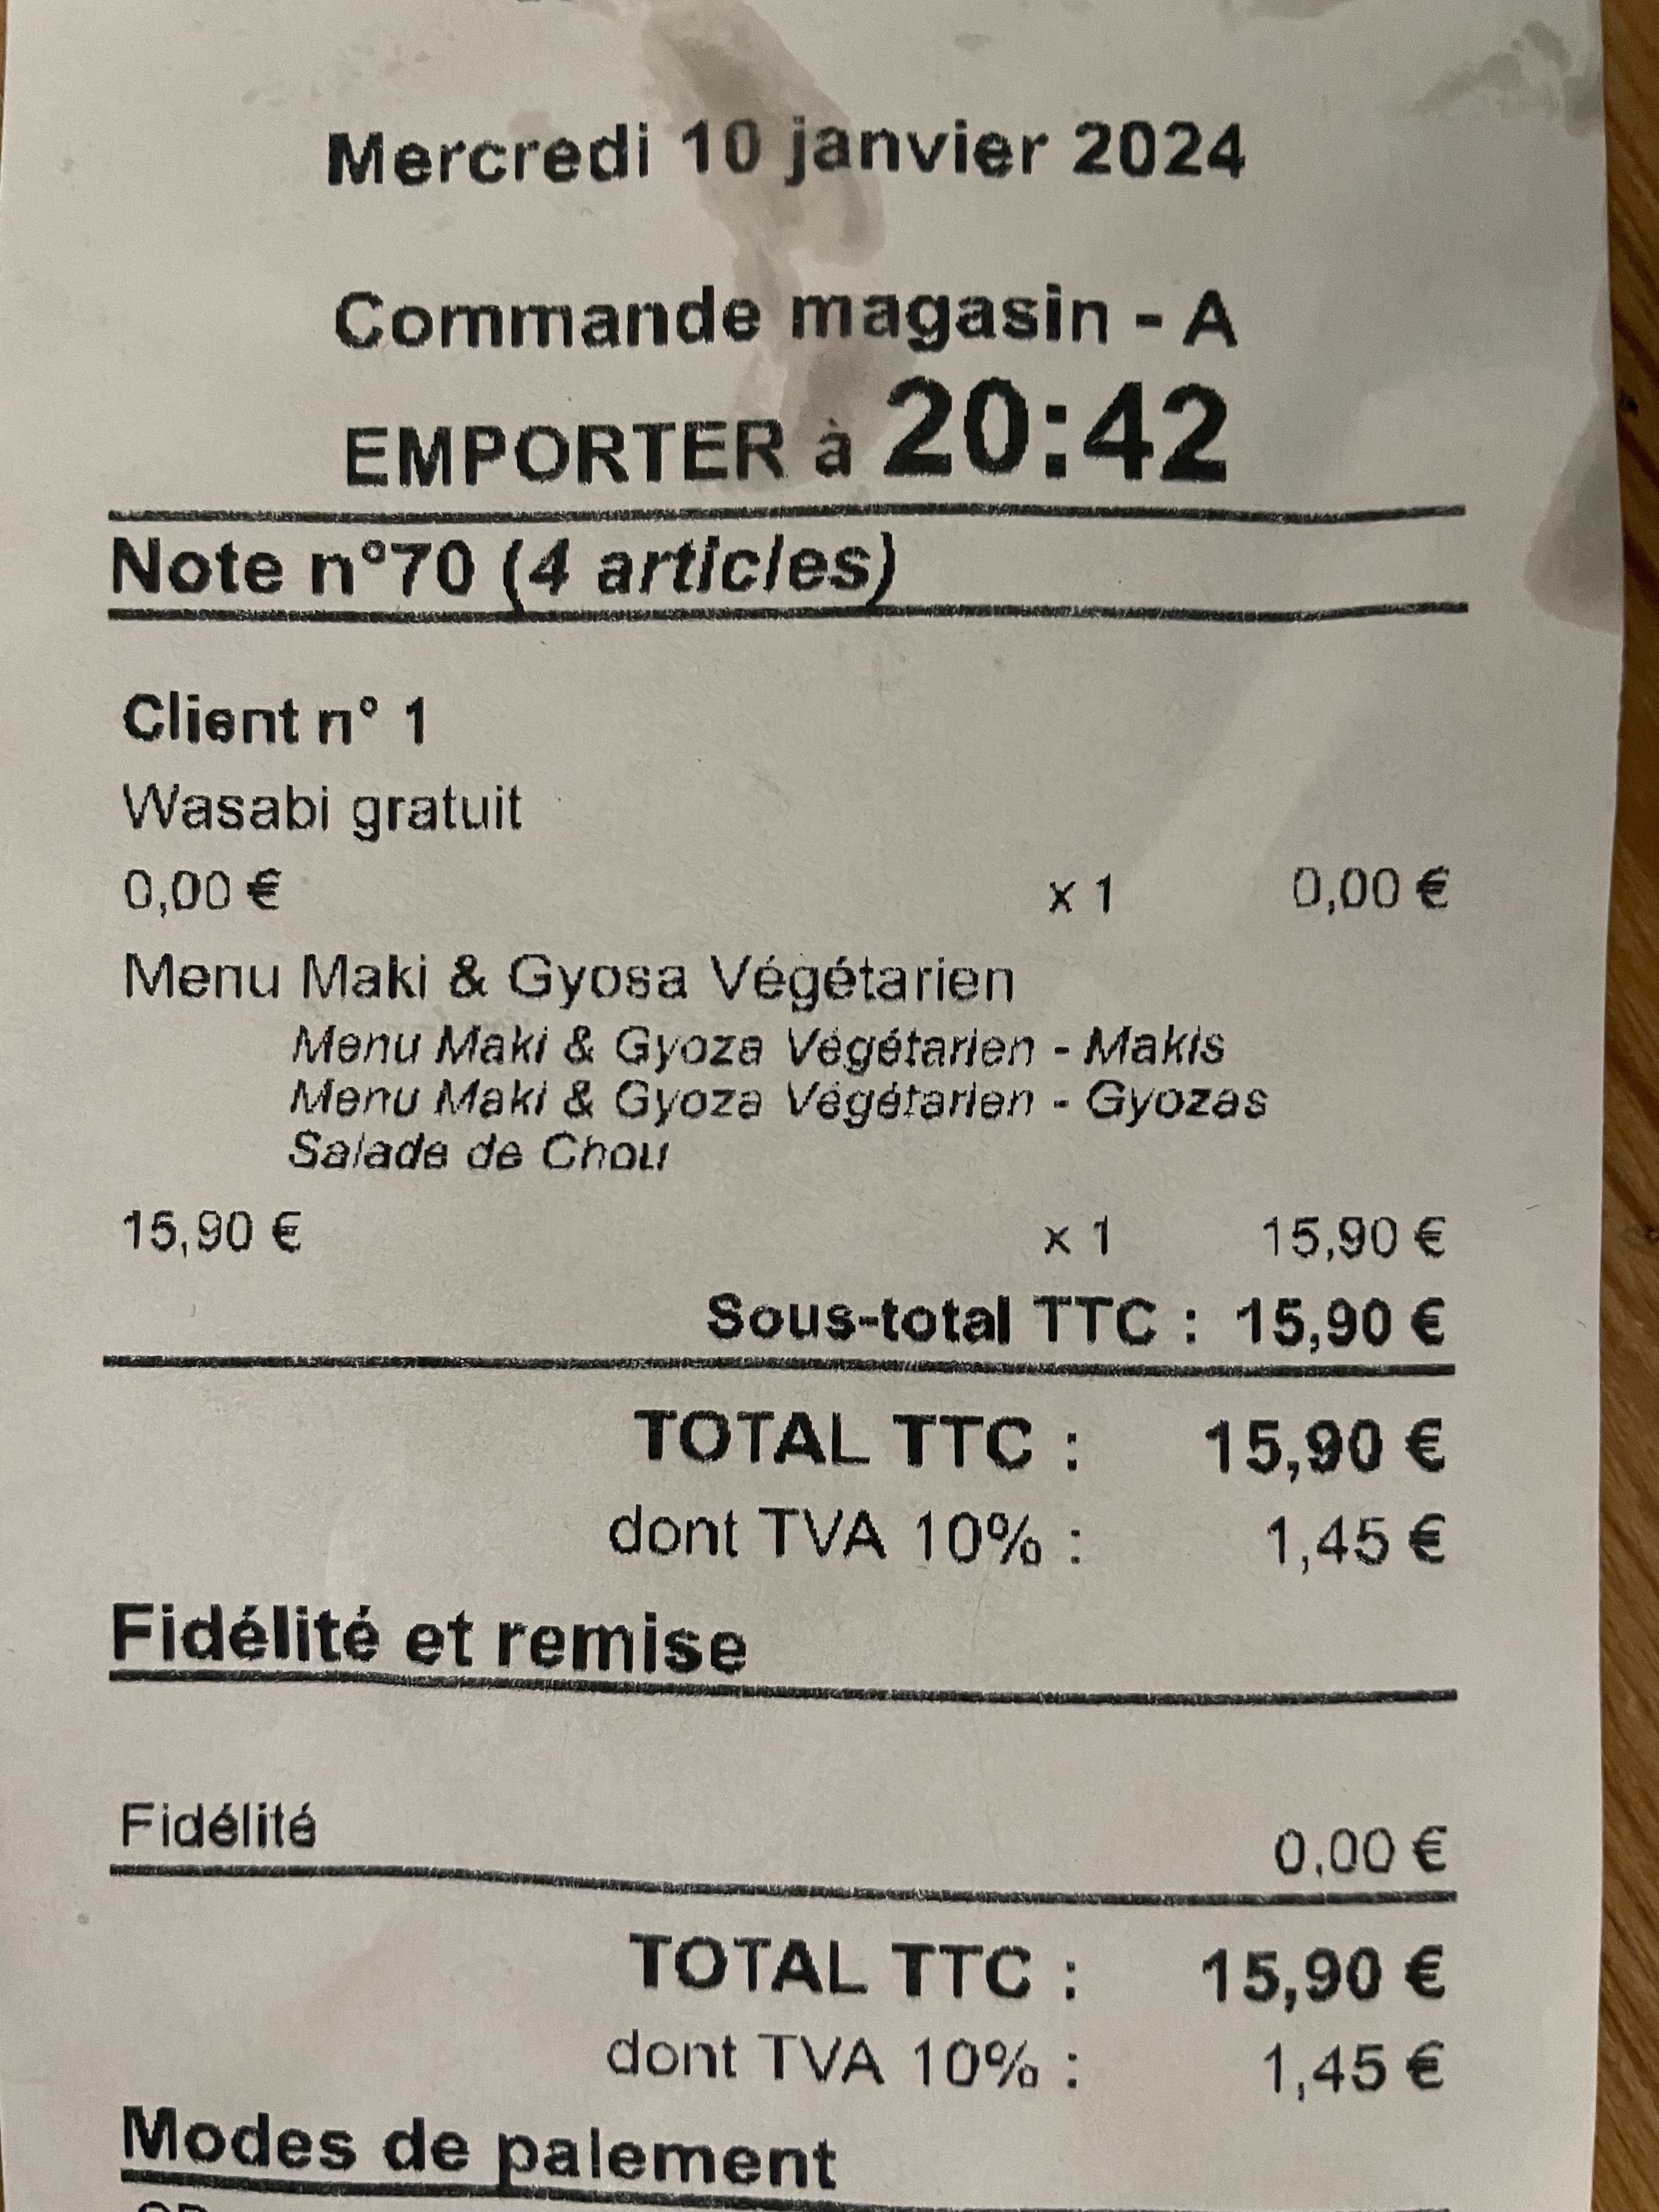 Mercredi 10 janvier 2024
Commande magasin - A
EMPORTER à 20:42
Note n°70 (4 articles)
Client n° 1
Wasabi gratuit
0,00 € x 1 0,00 €
Menu Maki & Gyosa Végétarien
Menu Maki & Gyoza Végétarien - Makis
Menu Maki & Gyoza Végétarien - Gyozas
Salade de Chou
15,90 € x 1 15,90 €
Sous-total TTC : 15,90 €
TOTAL TTC : 15,90 €
dont TVA 10% : 1,45 €
Fidélité et remise
Fidélité 0,00 €
TOTAL TTC : 15,90 €
dont TVA 10% : 1,45 €
Modes de paiement